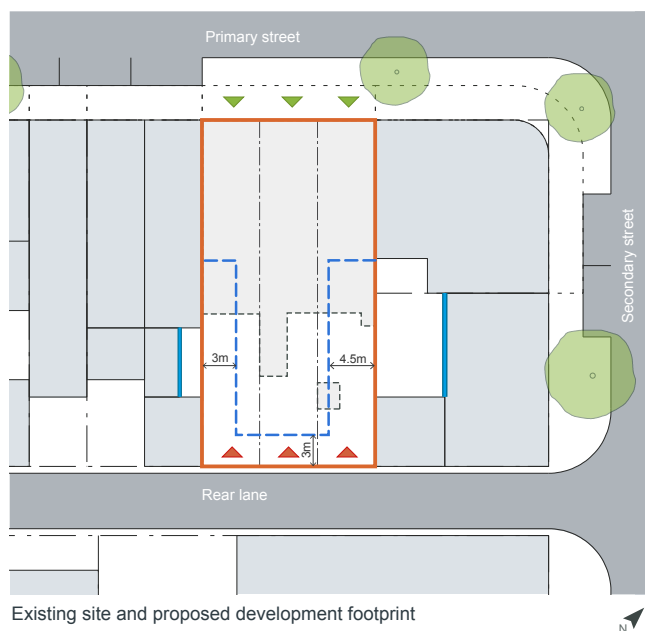 Primary street
Secondary street
3m
4.5m
3m
Rear lane
Existing site and proposed development footprint
N